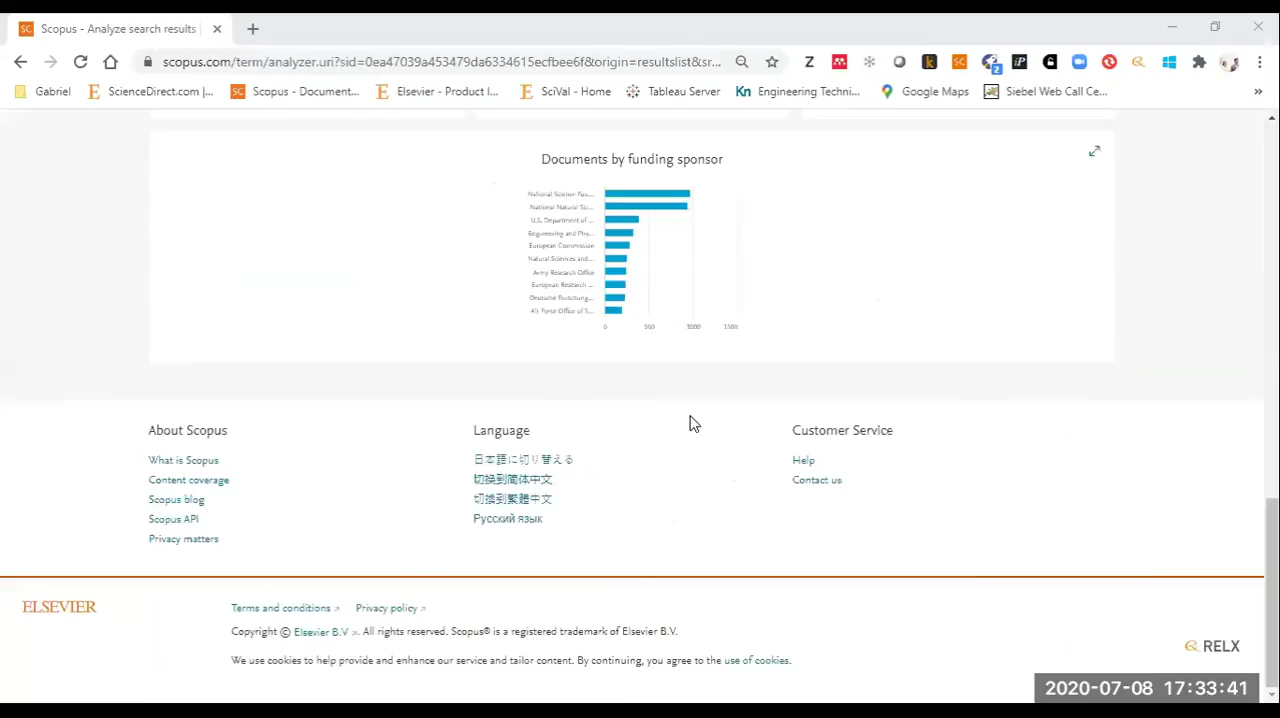 SC Scopus - Analyze search results
scopus.com/term/analyzer.uri?sid=0ea47039a453479da6334615ecfbee6f&origin=resultslist&sr...
Gabriel ScienceDirect.com |... Scopus - Document... Elsevier - Product I... SciVal - Home Tableau Server Kn Engineering Techni... Google Maps Siebel Web Call Ce... »
Documents by funding sponsor
National Science Fou...
National Natural Sci...
U.S. Department of ...
Engineering and Phy...
European Commission
Natural Sciences and...
Army Research Office
European Research ...
Deutsche Forschung...
Air Force Office of S...
0 500 1000
About Scopus Language Customer Service
What is Scopus 日本語に切り替える Help
Content coverage 切换到简体中文 Contact us
Scopus blog 切換到繁體中文
Scopus API Русский язык
Privacy matters
ELSEVIER Terms and conditions Privacy policy
Copyright © Elsevier B.V . All rights reserved. Scopus® is a registered trademark of Elsevier B.V.
RELX
We use cookies to help provide and enhance our service and tailor content. By continuing, you agree to the use of cookies.
2020-07-08 17:33:41